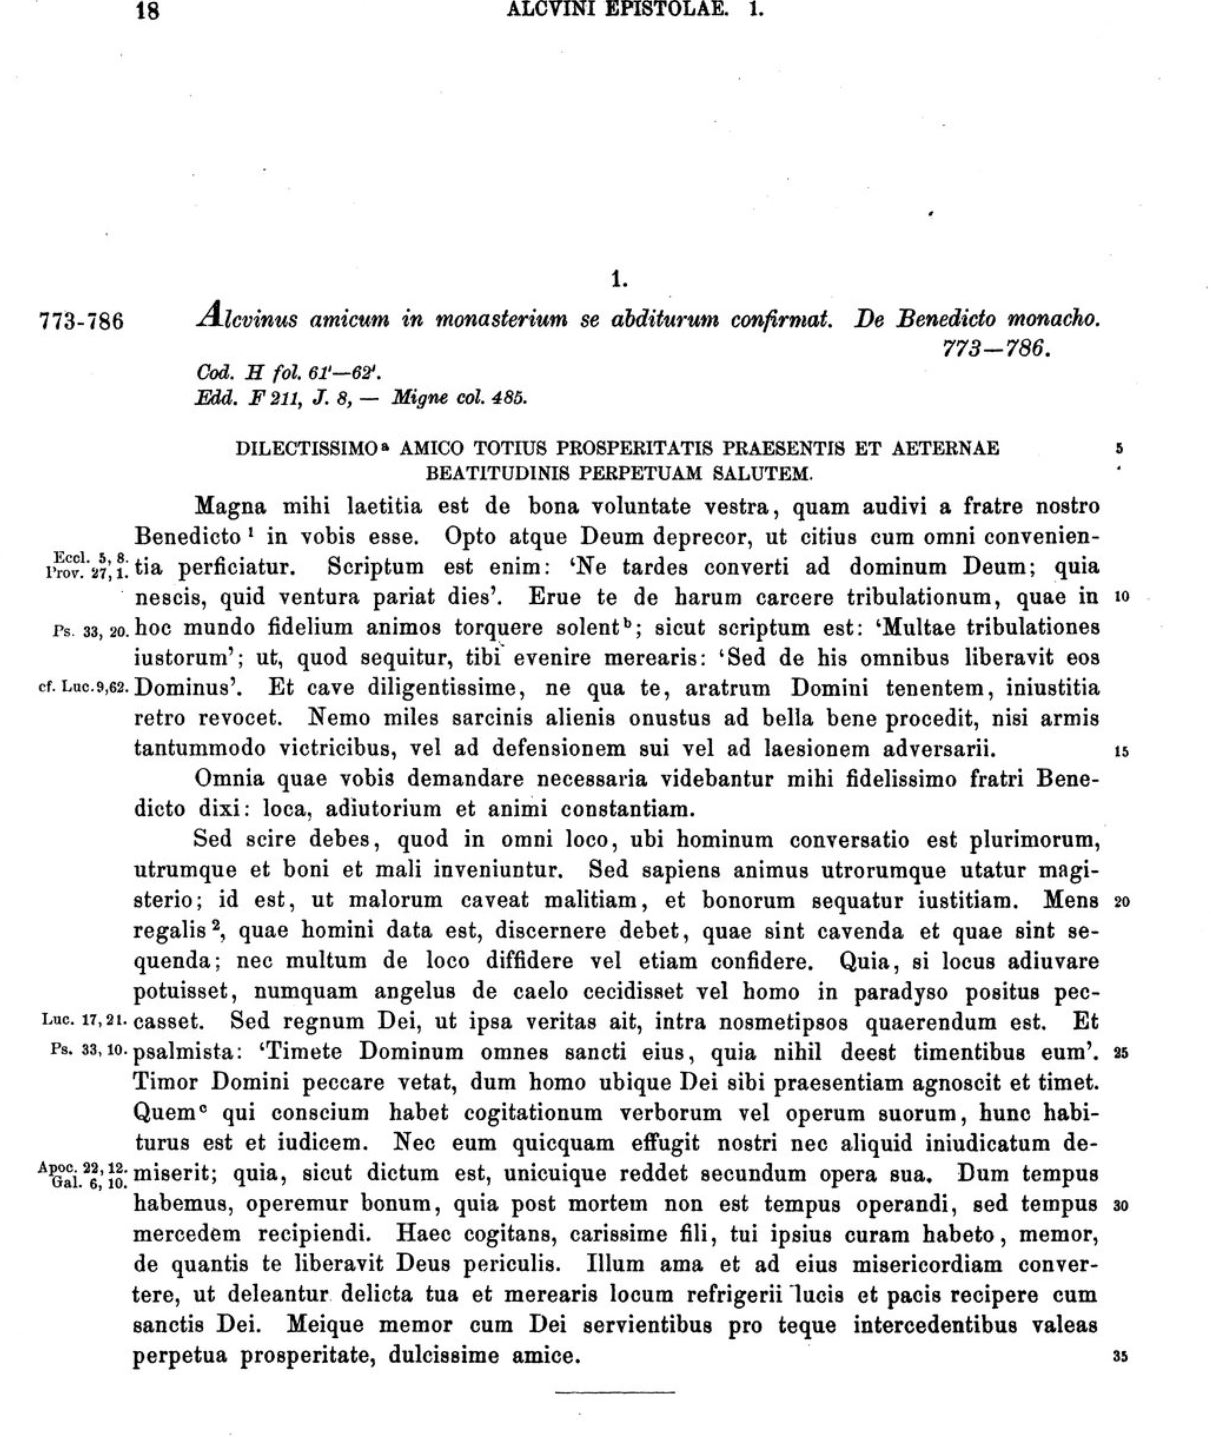 18
ALCVINI EPISTOLAE. 1.
1.
773-786
Alcvinus amicum in monasterium se abditurum confirmat. De Benedicto monacho.
773—786.
Cod. H fol. 61'—62'.
Edd. F 211, J. 8, — Migne col. 485.
DILECTISSIMOᵃ AMICO TOTIUS PROSPERITATIS PRAESENTIS ET AETERNAE 5
BEATITUDINIS PERPETUAM SALUTEM.
Magna mihi laetitia est de bona voluntate vestra, quam audivi a fratre nostro
Benedicto ¹ in vobis esse. Opto atque Deum deprecor, ut citius cum omni convenien-
Eccl. 5, 8.
Prov. 27, 1. tia perficiatur. Scriptum est enim: ‘Ne tardes converti ad dominum Deum; quia
nescis, quid ventura pariat dies’. Erue te de harum carcere tribulationum, quae in 10
Ps. 33, 20. hoc mundo fidelium animos torquere solentᵇ; sicut scriptum est: ‘Multae tribulationes
iustorum’; ut, quod sequitur, tibi evenire merearis: ‘Sed de his omnibus liberavit eos
cf. Luc. 9,62. Dominus’. Et cave diligentissime, ne qua te, aratrum Domini tenentem, iniustitia
retro revocet. Nemo miles sarcinis alienis onustus ad bella bene procedit, nisi armis
tantummodo victricibus, vel ad defensionem sui vel ad laesionem adversarii. 15
Omnia quae vobis demandare necessaria videbantur mihi fidelissimo fratri Bene-
dicto dixi: loca, adiutorium et animi constantiam.
Sed scire debes, quod in omni loco, ubi hominum conversatio est plurimorum,
utrumque et boni et mali inveniuntur. Sed sapiens animus utrorumque utatur magi-
sterio; id est, ut malorum caveat malitiam, et bonorum sequatur iustitiam. Mens 20
regalis ², quae homini data est, discernere debet, quae sint cavenda et quae sint se-
quenda; nec multum de loco diffidere vel etiam confidere. Quia, si locus adiuvare
potuisset, numquam angelus de caelo cecidisset vel homo in paradyso positus pec-
Luc. 17, 21. casset. Sed regnum Dei, ut ipsa veritas ait, intra nosmetipsos quaerendum est. Et
Ps. 33, 10. psalmista: ‘Timete Dominum omnes sancti eius, quia nihil deest timentibus eum’. 25
Timor Domini peccare vetat, dum homo ubique Dei sibi praesentiam agnoscit et timet.
Quemᶜ qui conscium habet cogitationum verborum vel operum suorum, hunc habi-
turus est et iudicem. Nec eum quicquam effugit nostri nec aliquid iniudicatum de-
Apoc. 22, 12.
Gal. 6, 10. miserit; quia, sicut dictum est, unicuique reddet secundum opera sua. Dum tempus
habemus, operemur bonum, quia post mortem non est tempus operandi, sed tempus 30
mercedem recipiendi. Haec cogitans, carissime fili, tui ipsius curam habeto, memor,
de quantis te liberavit Deus periculis. Illum ama et ad eius misericordiam conver-
tere, ut deleantur delicta tua et merearis locum refrigerii lucis et pacis recipere cum
sanctis Dei. Meique memor cum Dei servientibus pro teque intercedentibus valeas
perpetua prosperitate, dulcissime amice. 35